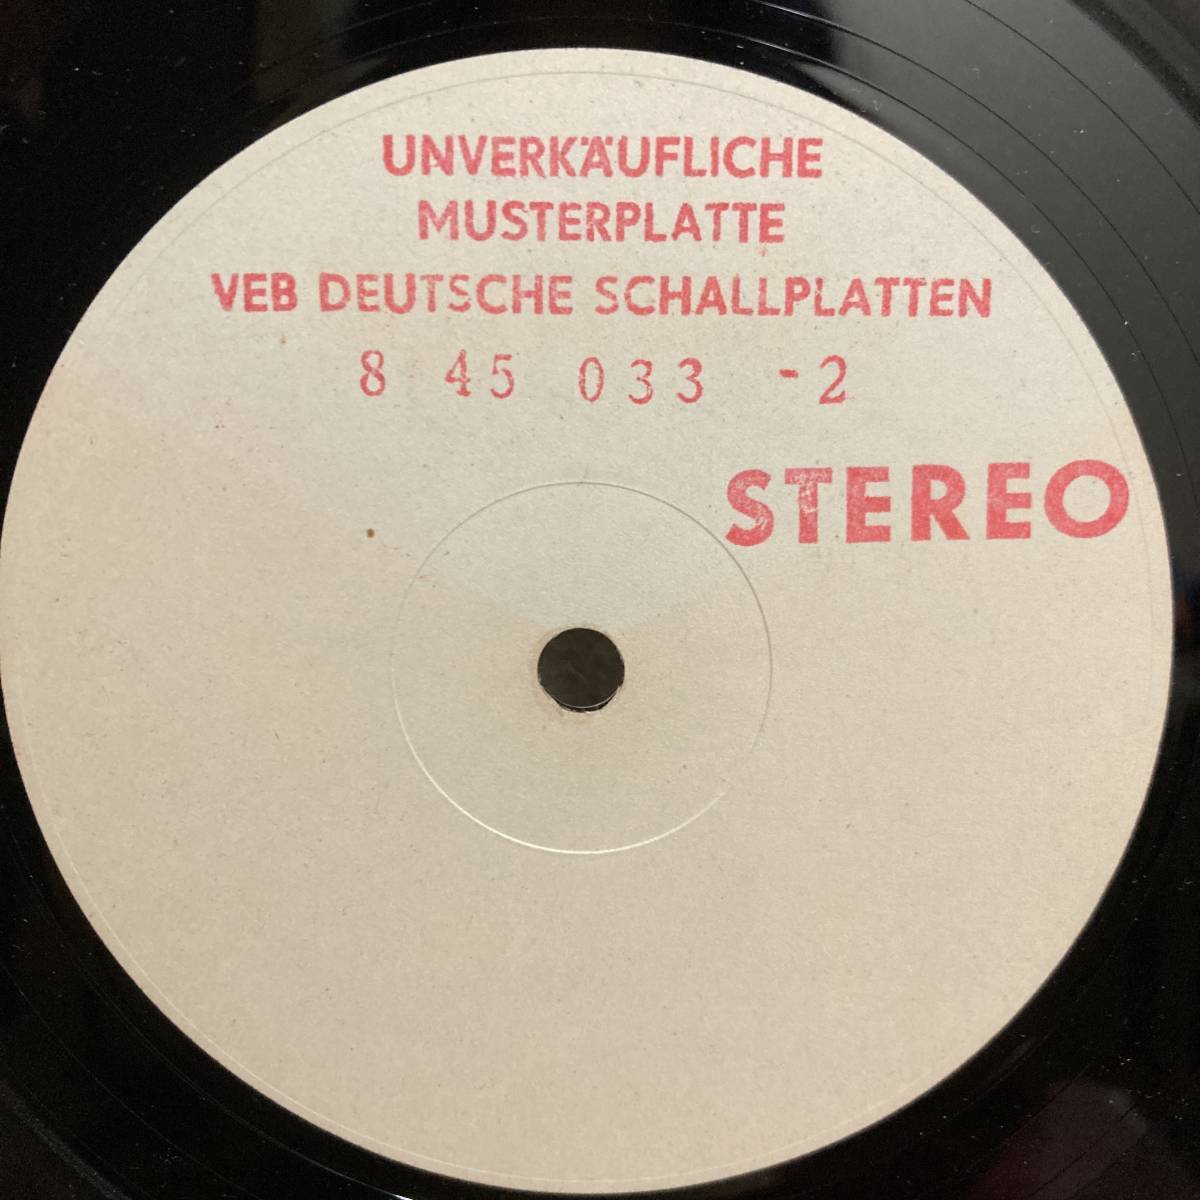 UNVERKÄUFLICHE
MUSTERPLATTE
VEB DEUTSCHE SCHALLPLATTEN
8 45 033 -2
STEREO